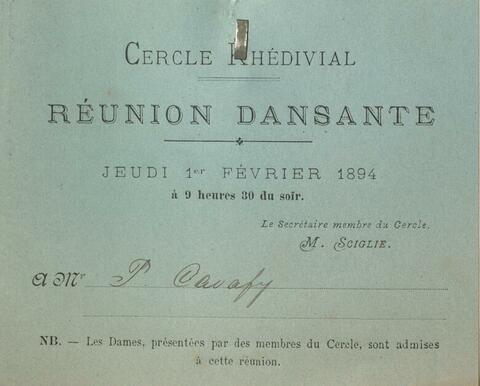 CERCLE KHÉDIVIAL
RÉUNION DANSANTE
JEUDI 1er FÉVRIER 1894
à 9 heures 30 du soir.
Le Secrétaire membre du Cercle.
M. SCIGLIE.
A Mr P. Cavafy
NB. — Les Dames, présentées par des membres du Cercle, sont admises
à cette réunion.